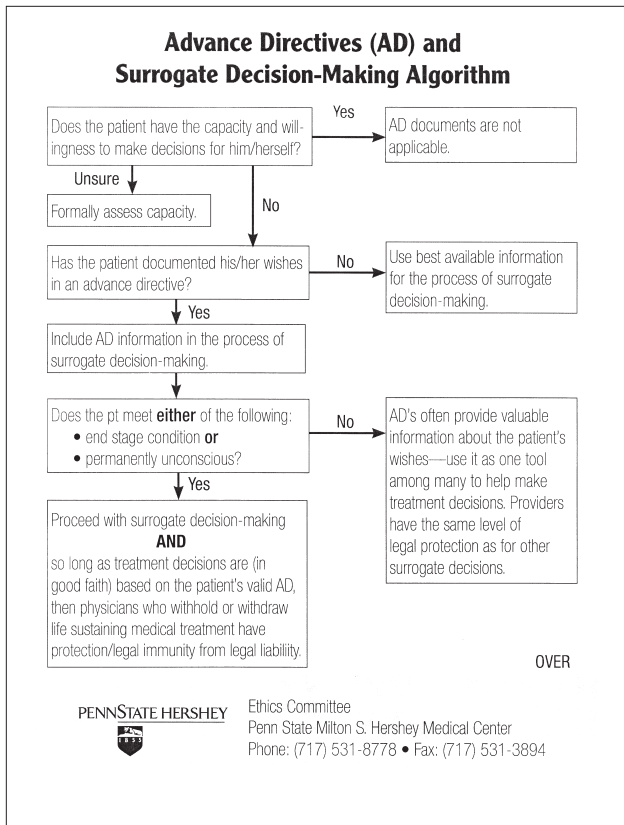 Advance Directives (AD) and
Surrogate Decision-Making Algorithm
Does the patient have the capacity and will-
ingness to make decisions for him/herself?
Yes
AD documents are not
applicable.
Unsure
No
Formally assess capacity.
Has the patient documented his/her wishes
in an advance directive?
No
Use best available information
for the process of surrogate
decision-making.
Yes
Include AD information in the process of
surrogate decision-making.
Does the pt meet either of the following:
• end stage condition or
• permanently unconscious?
No
AD's often provide valuable
information about the patient's
wishes—use it as one tool
among many to help make
treatment decisions. Providers
have the same level of
legal protection as for other
surrogate decisions.
Yes
Proceed with surrogate decision-making
AND
so long as treatment decisions are (in
good faith) based on the patient's valid AD,
then physicians who withhold or withdraw
life sustaining medical treatment have
protection/legal immunity from legal liability.
OVER
PENNSTATE HERSHEY
1855
Ethics Committee
Penn State Milton S. Hershey Medical Center
Phone: (717) 531-8778 • Fax: (717) 531-3894